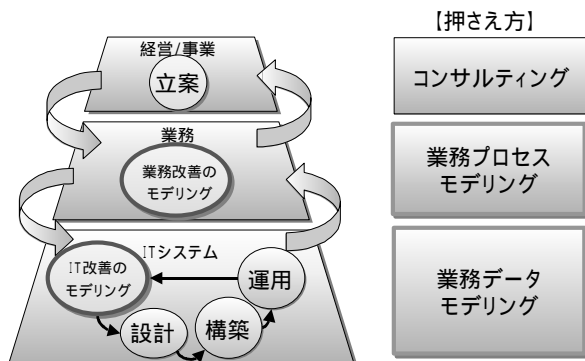 【押さえ方】
経営/事業
立案
コンサルティング
業務
業務改善の
モデリング
業務プロセス
モデリング
ITシステム
IT改善の
モデリング
運用
設計
構築
業務データ
モデリング